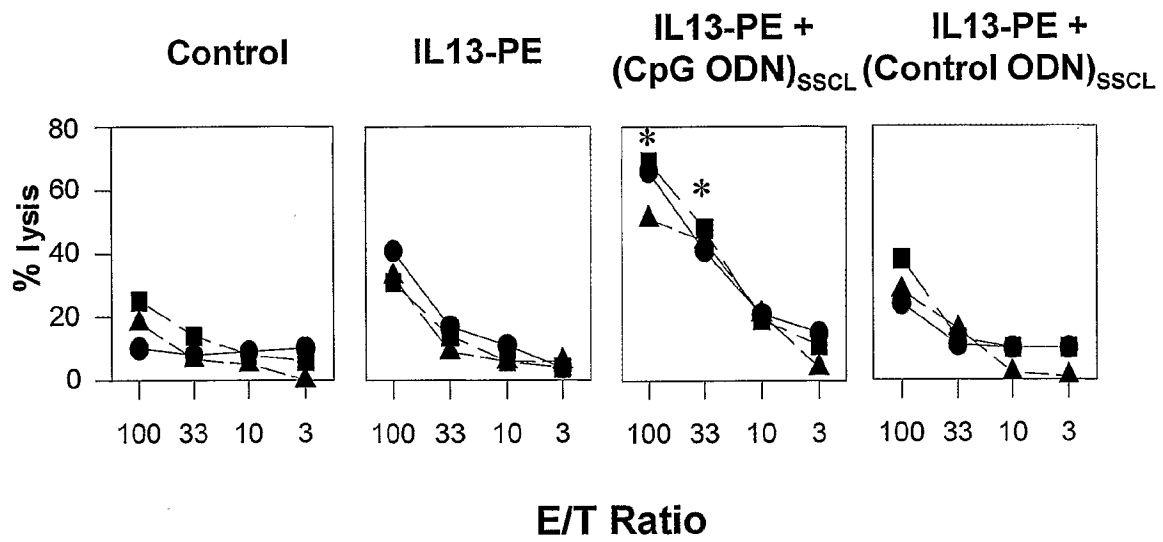 Control
IL13-PE
IL13-PE +
(CpG ODN)SSCL
IL13-PE +
(Control ODN)SSCL
% lysis
80
60
40
20
0
* *
100 33 10 3
100 33 10 3
100 33 10 3
100 33 10 3
E/T Ratio